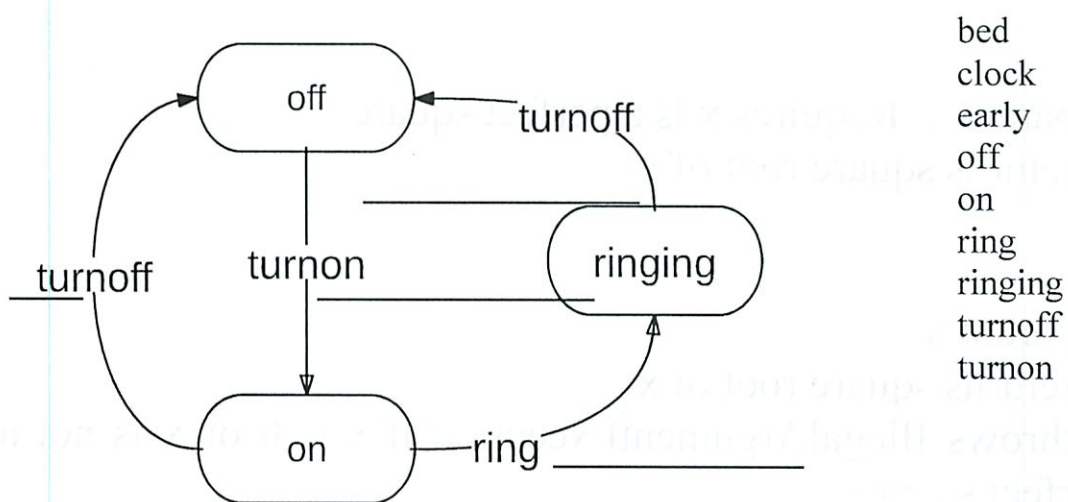 off
turnoff
turnoff
turnon
ringing
on
ring
bed
clock
early
off
on
ring
ringing
turnoff
turnon